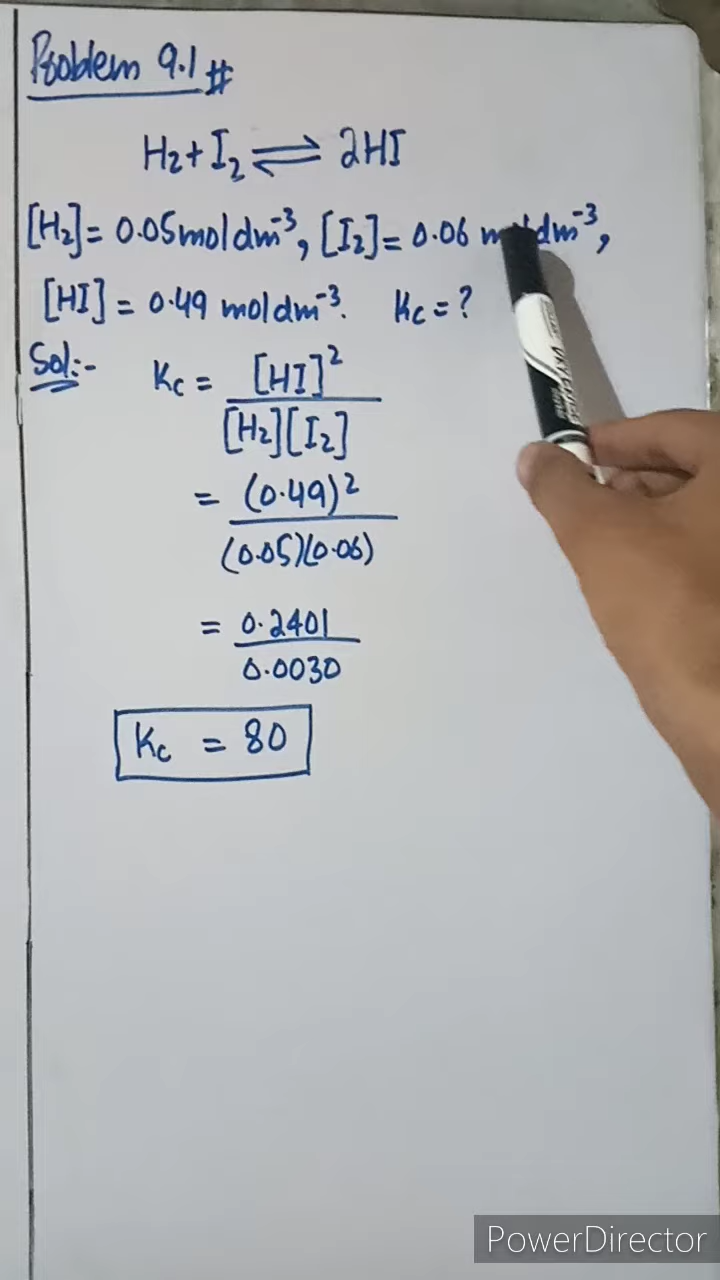 Problem 9.1 #
H₂ + I₂ ⇌ 2HI
[H₂] = 0.05 mol dm⁻³, [I₂] = 0.06 dm⁻³,
[HI] = 0.49 mol dm⁻³. Kc = ?
Sol:- Kc = [HI]² / [H₂][I₂]
= (0.49)² / (0.05)(0.06)
= 0.2401 / 0.0030
Kc = 80
PowerDirector